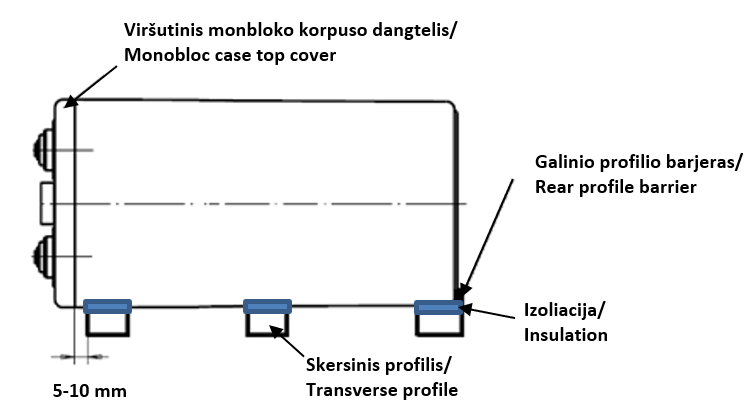 Viršutinis monbloko korpuso dangtelis/
Monobloc case top cover
Galinio profilio barjeras/
Rear profile barrier
Izoliacija/
Insulation
Skersinis profilis/
Transverse profile
5-10 mm